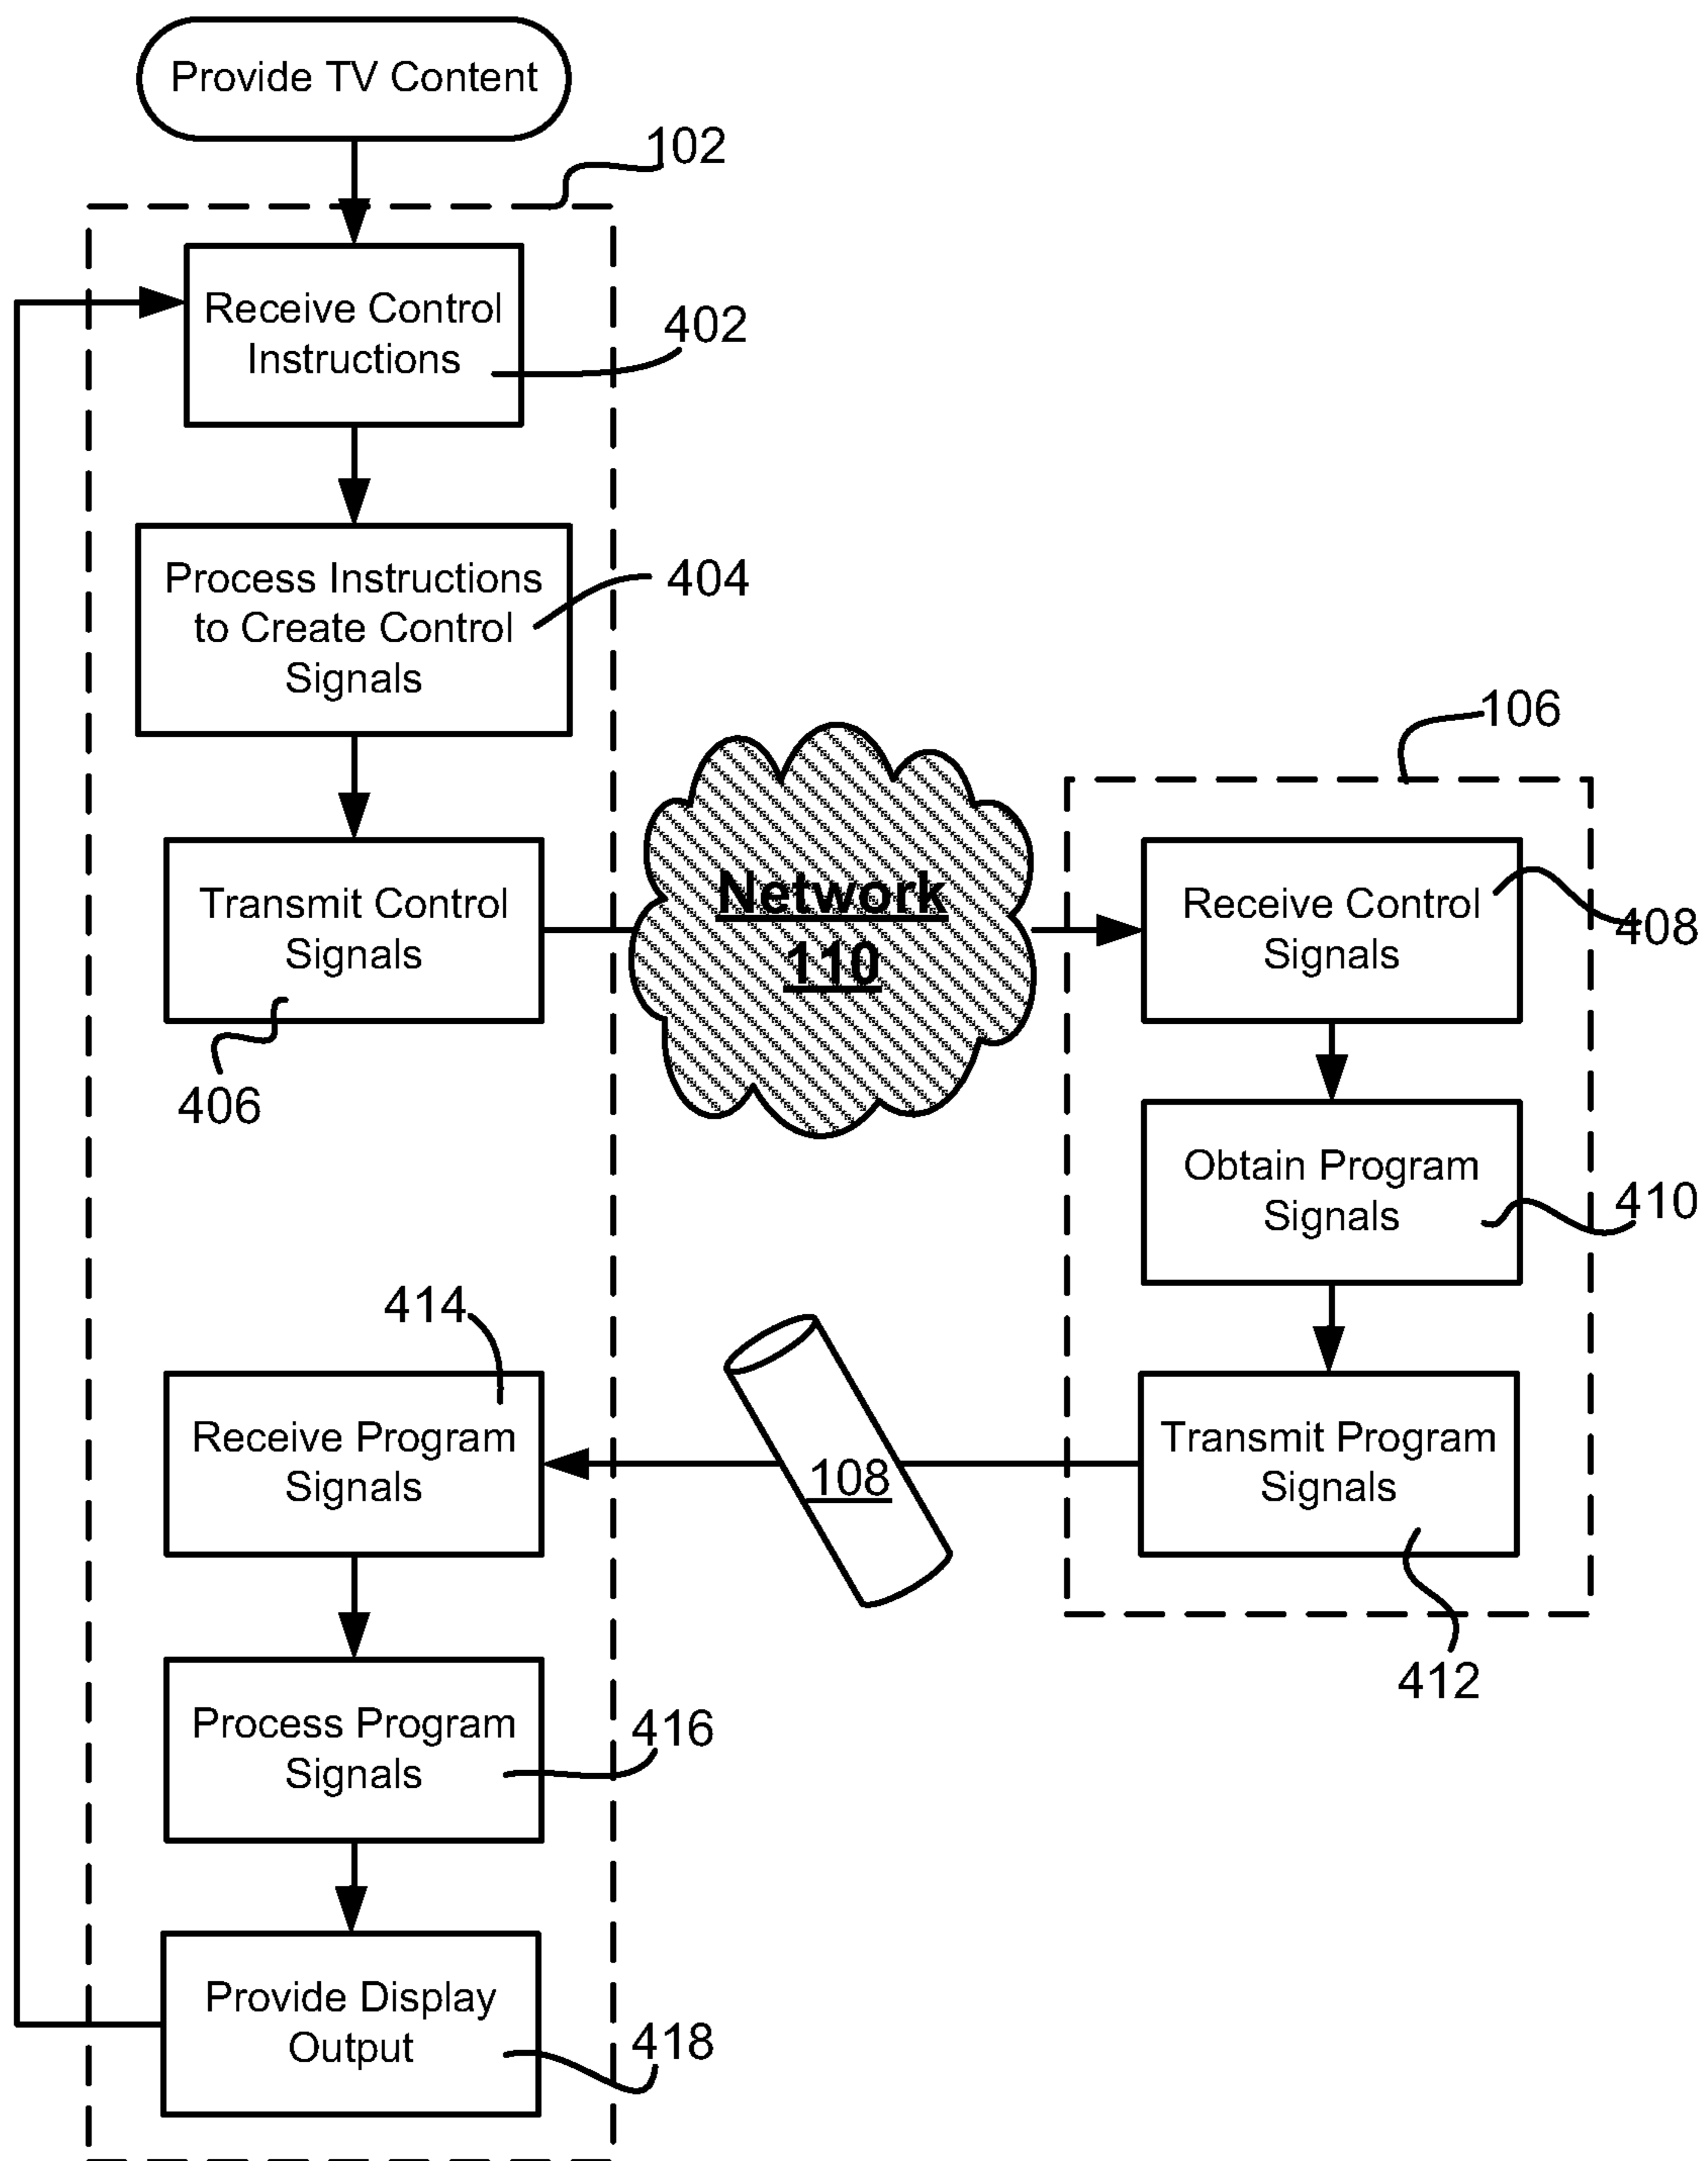 Provide TV Content
102
Receive Control
Instructions
402
Process Instructions
to Create Control
Signals
404
106
Transmit Control
Signals
406
Network
110
Receive Control
Signals
408
Obtain Program
Signals
410
414
Receive Program
Signals
108
Transmit Program
Signals
412
Process Program
Signals
416
Provide Display
Output
418